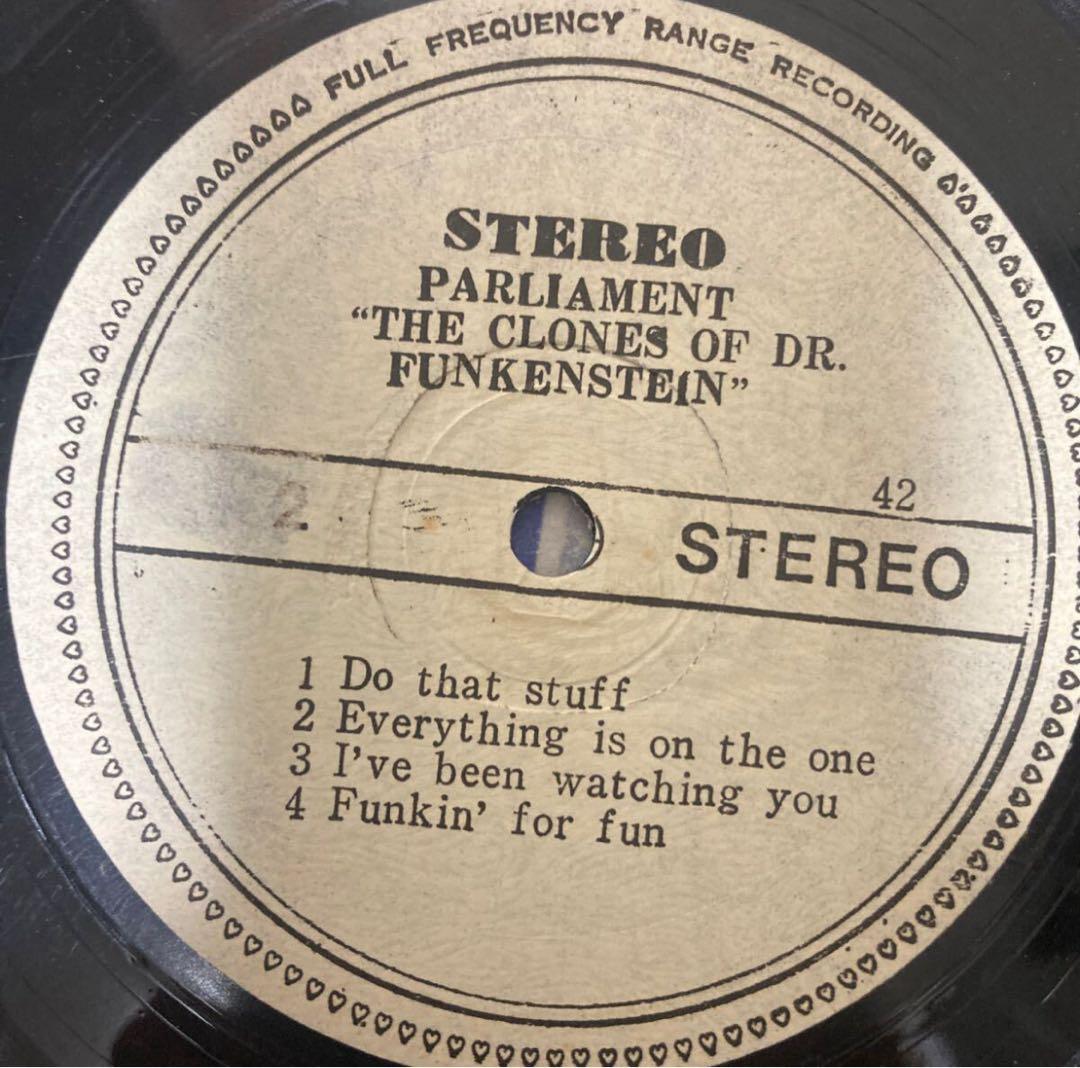 FULL FREQUENCY RANGE RECORDING
STEREO
PARLIAMENT
“THE CLONES OF DR.
FUNKENSTEIN”
42
2
STEREO
1 Do that stuff
2 Everything is on the one
3 I’ve been watching you
4 Funkin’ for fun